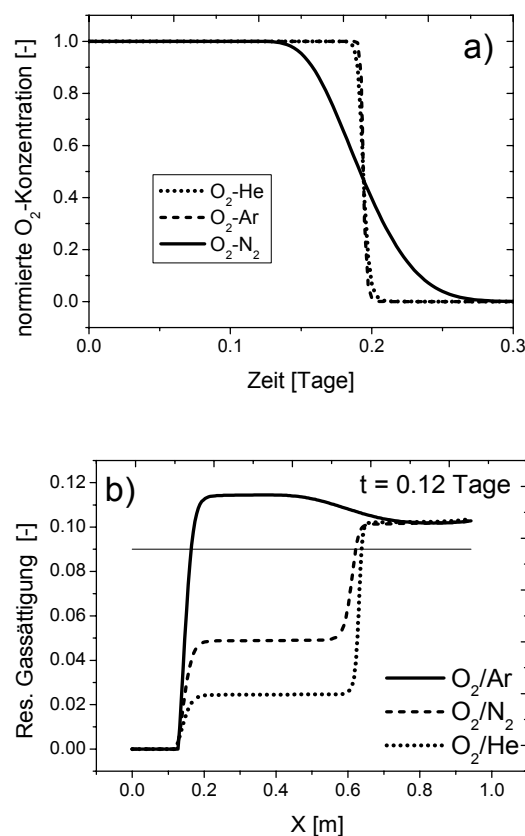 a)
normierte O₂-Konzentration [-]
1.0
0.8
0.6
0.4
0.2
0.0
O₂-He
O₂-Ar
O₂-N₂
0.0 0.1 0.2 0.3
Zeit [Tage]
b)
t = 0.12 Tage
Res. Gassättigung [-]
0.12
0.10
0.08
0.06
0.04
0.02
0.00
O₂/Ar
O₂/N₂
O₂/He
0.0 0.2 0.4 0.6 0.8 1.0
X [m]